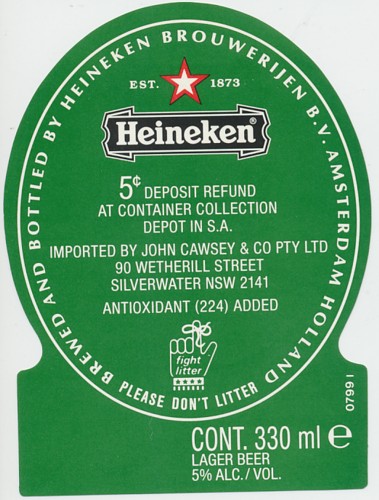 BREWED AND BOTTLED BY HEINEKEN BROUWERIJEN B.V. AMSTERDAM HOLLAND
EST. 1873
Heineken®
5¢ DEPOSIT REFUND
AT CONTAINER COLLECTION
DEPOT IN S.A.
IMPORTED BY JOHN CAWSEY & CO PTY LTD
90 WETHERILL STREET
SILVERWATER NSW 2141
ANTIOXIDANT (224) ADDED
fight
litter
PLEASE DON'T LITTER
0799 I
CONT. 330 ml e
LAGER BEER
5% ALC./VOL.